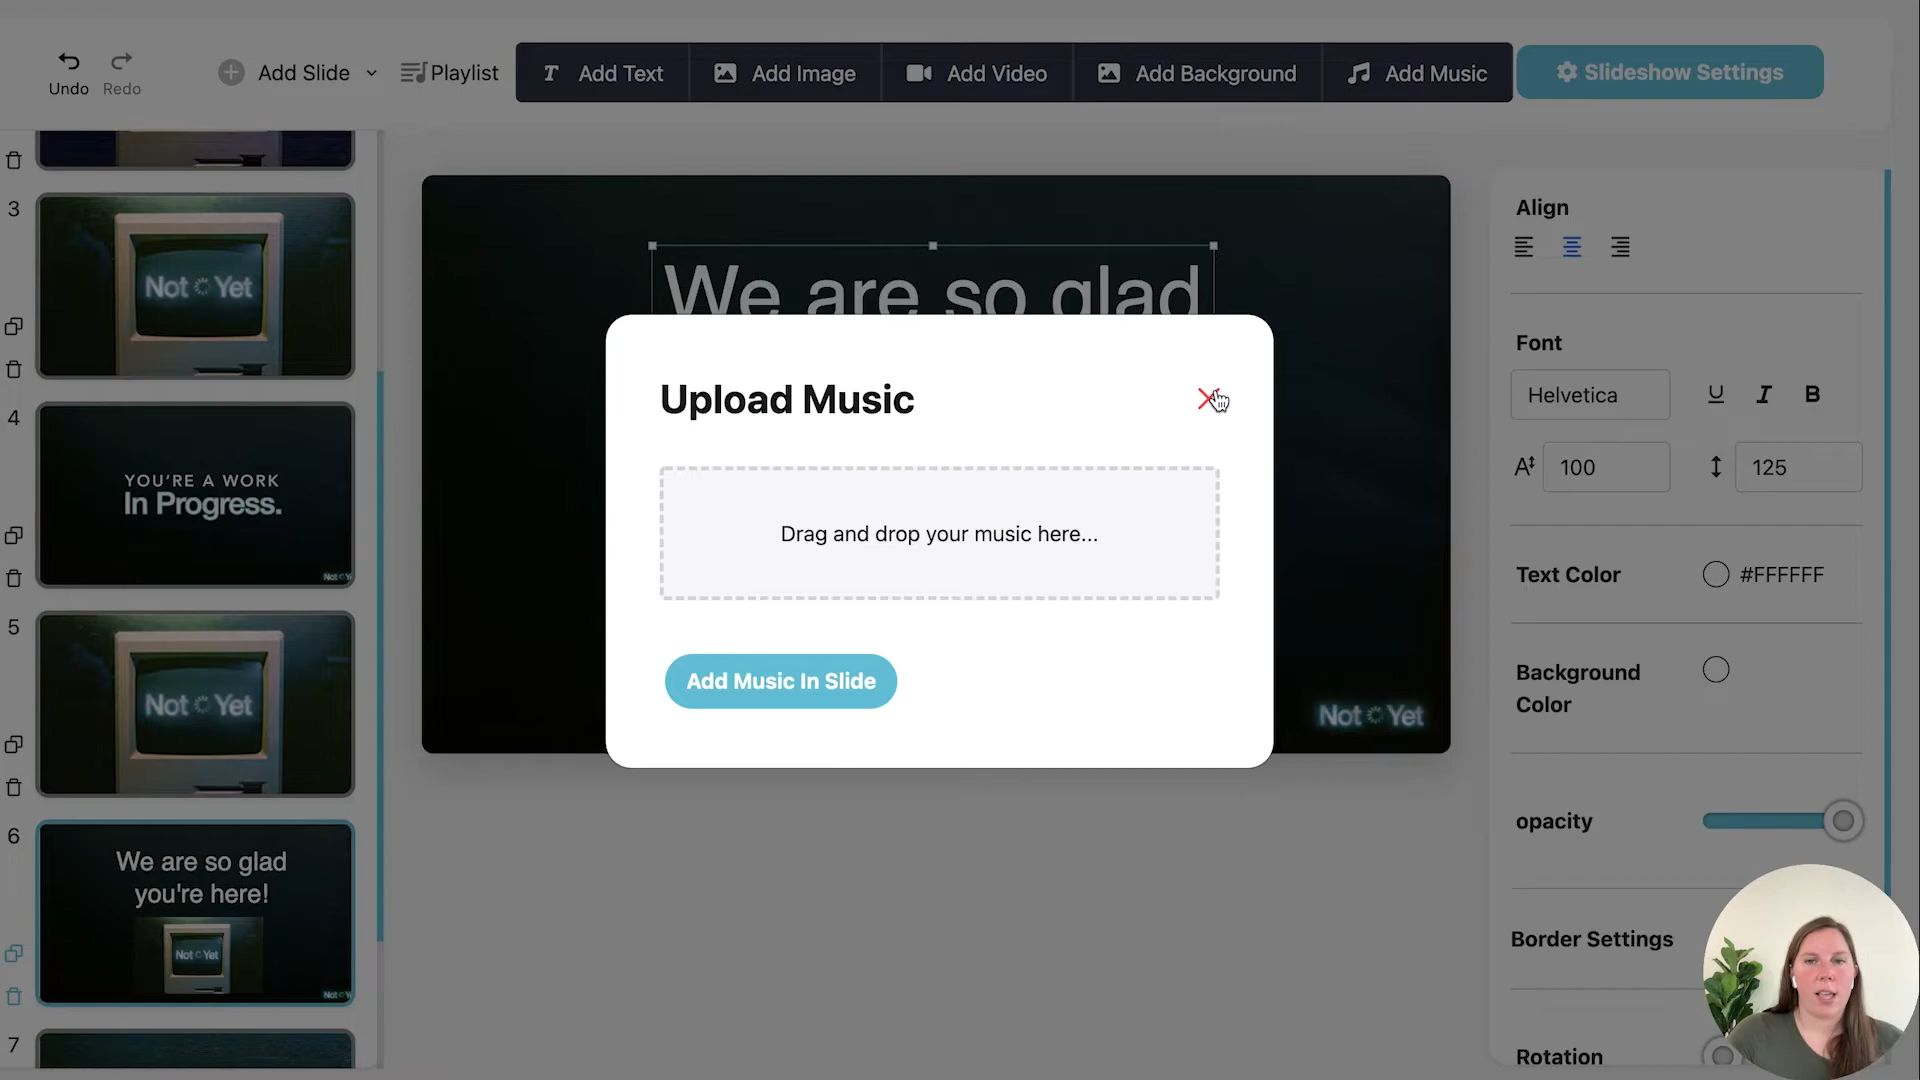 Undo
Redo
Add Slide
Playlist
Add Text
Add Image
Add Video
Add Background
Add Music
Slideshow Settings
3
Not Yet
4
YOU'RE A WORK
In Progress.
5
Not Yet
6
We are so glad
you're here!
Not Yet
7
We are so glad
Not Yet
Upload Music
Drag and drop your music here...
Add Music In Slide
Align
Font
Helvetica
U I B
100
125
Text Color
#FFFFFF
Background
Color
opacity
Border Settings
Rotation